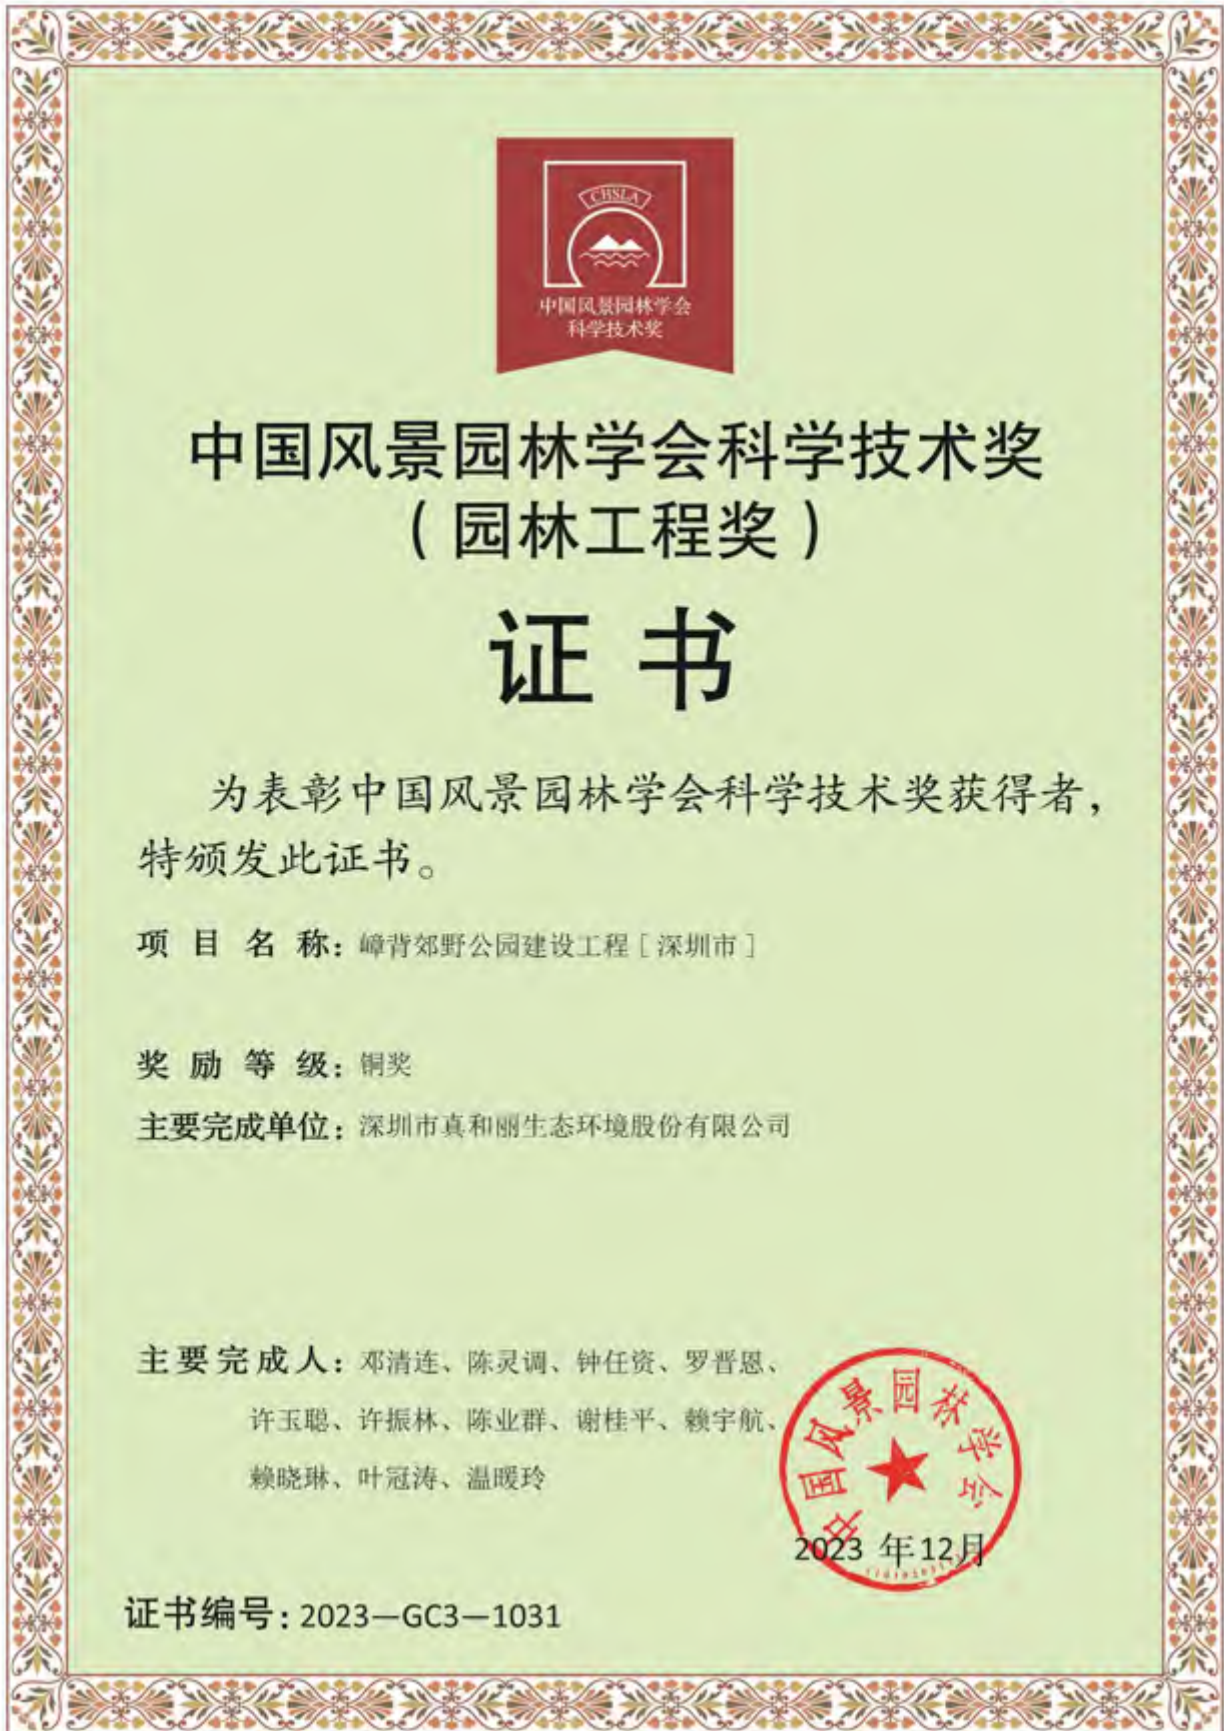 CHSLA
中国风景园林学会
科学技术奖
中国风景园林学会科学技术奖
（园林工程奖）
证书
为表彰中国风景园林学会科学技术奖获得者，
特颁发此证书。
项目名称：嶂背郊野公园建设工程［深圳市］
奖励等级：铜奖
主要完成单位：深圳市真和丽生态环境股份有限公司
主要完成人：邓清连、陈灵调、钟任资、罗晋恩、
许玉聪、许振林、陈业群、谢桂平、赖宇航、
赖晓琳、叶冠涛、温暖玲
中国风景园林学会
2023 年12月
证书编号：2023—GC3—1031